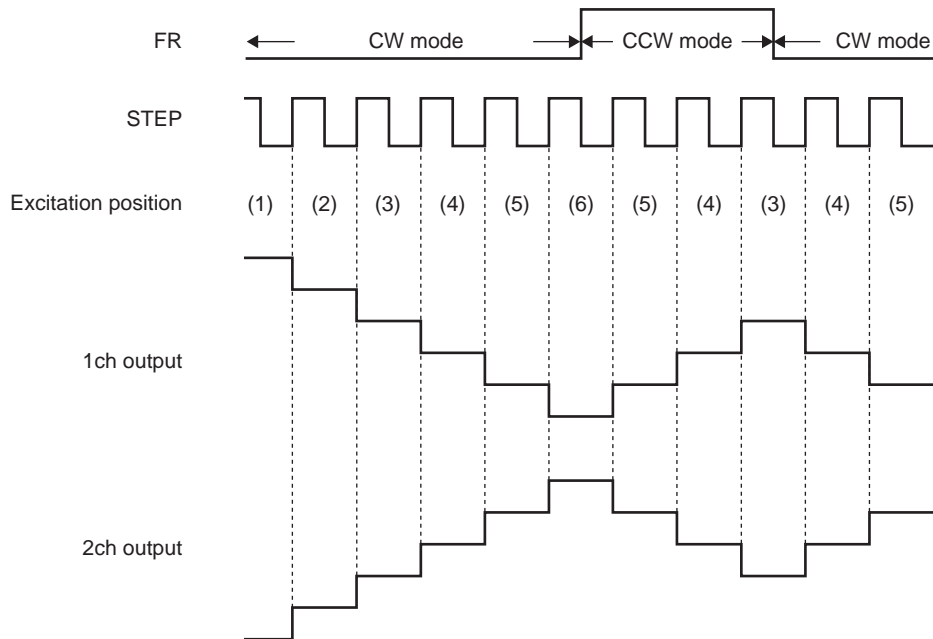 FR CW mode CCW mode CW mode
STEP
Excitation position (1) (2) (3) (4) (5) (6) (5) (4) (3) (4) (5)
1ch output
2ch output